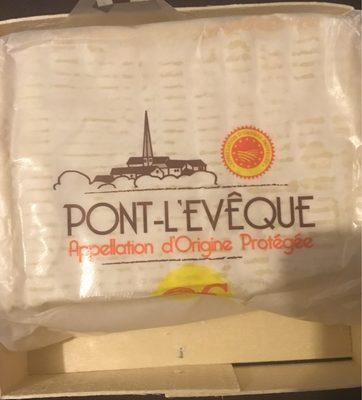 PONT-L'EVÊQUE
Appellation d'Origine Protégée